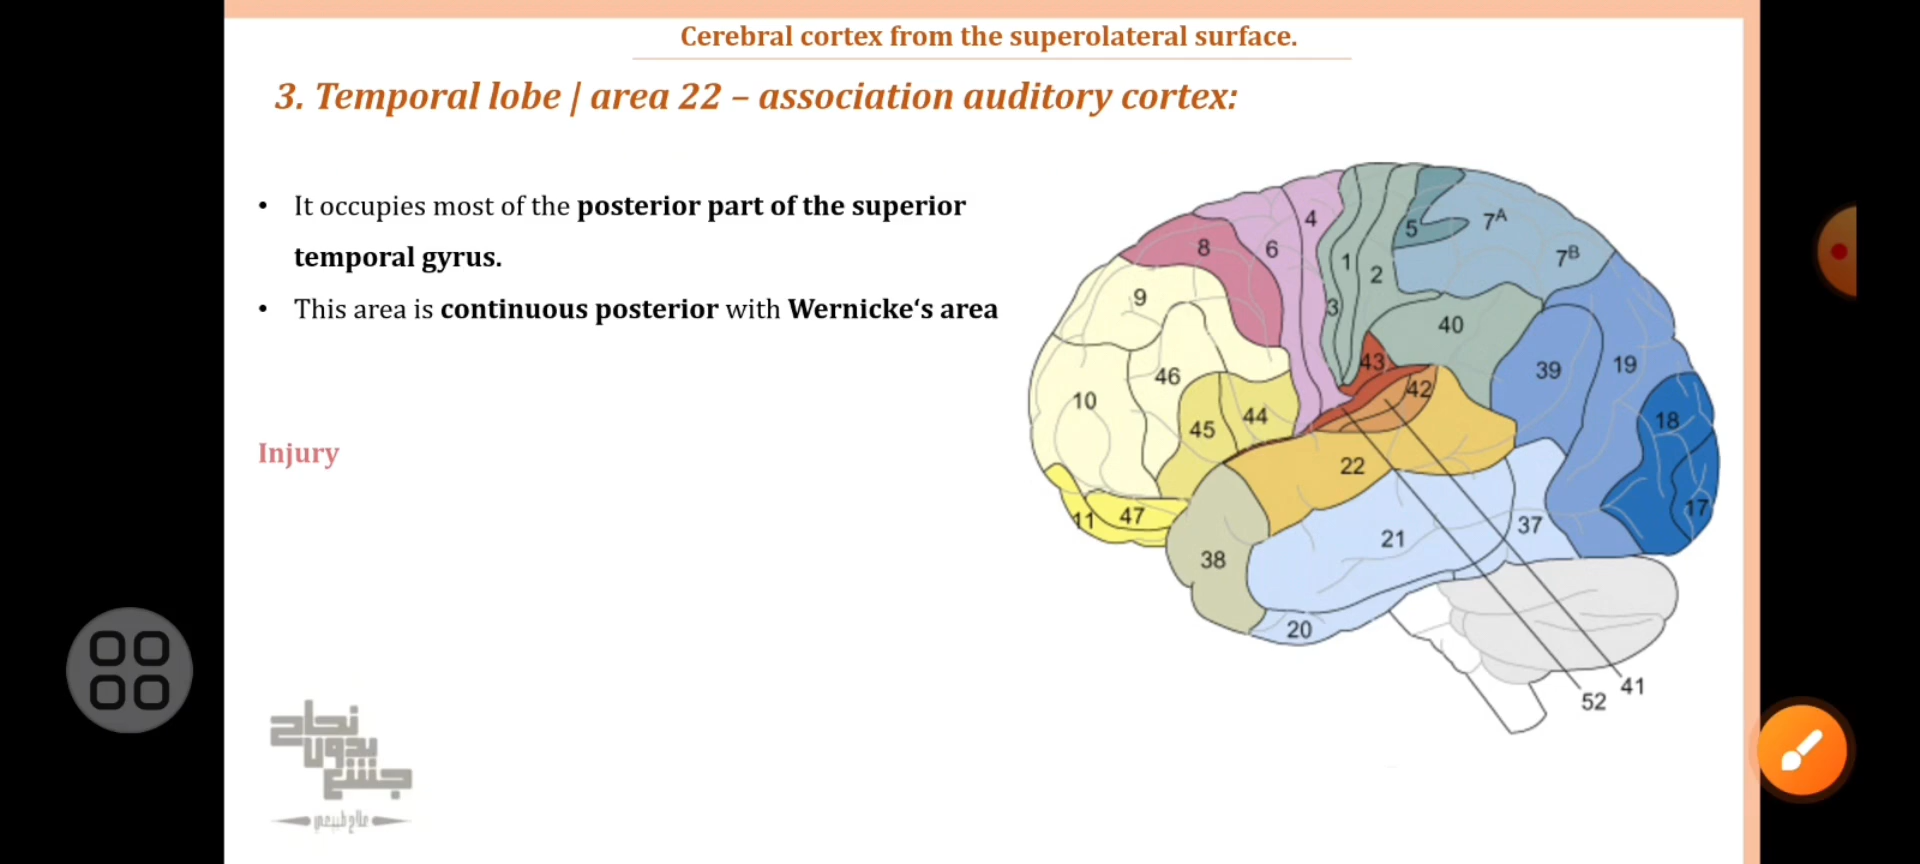 Cerebral cortex from the superolateral surface.
3. Temporal lobe / area 22 – association auditory cortex:
• It occupies most of the posterior part of the superior
temporal gyrus.
• This area is continuous posterior with Wernicke‘s area
Injury
4
5
7A
8
6
7B
1
2
9
3
40
43
39
19
46
42
10
44
18
45
22
17
11
47
37
21
38
20
41
52
نجاح
بدون
جشع
علاج طبيعي